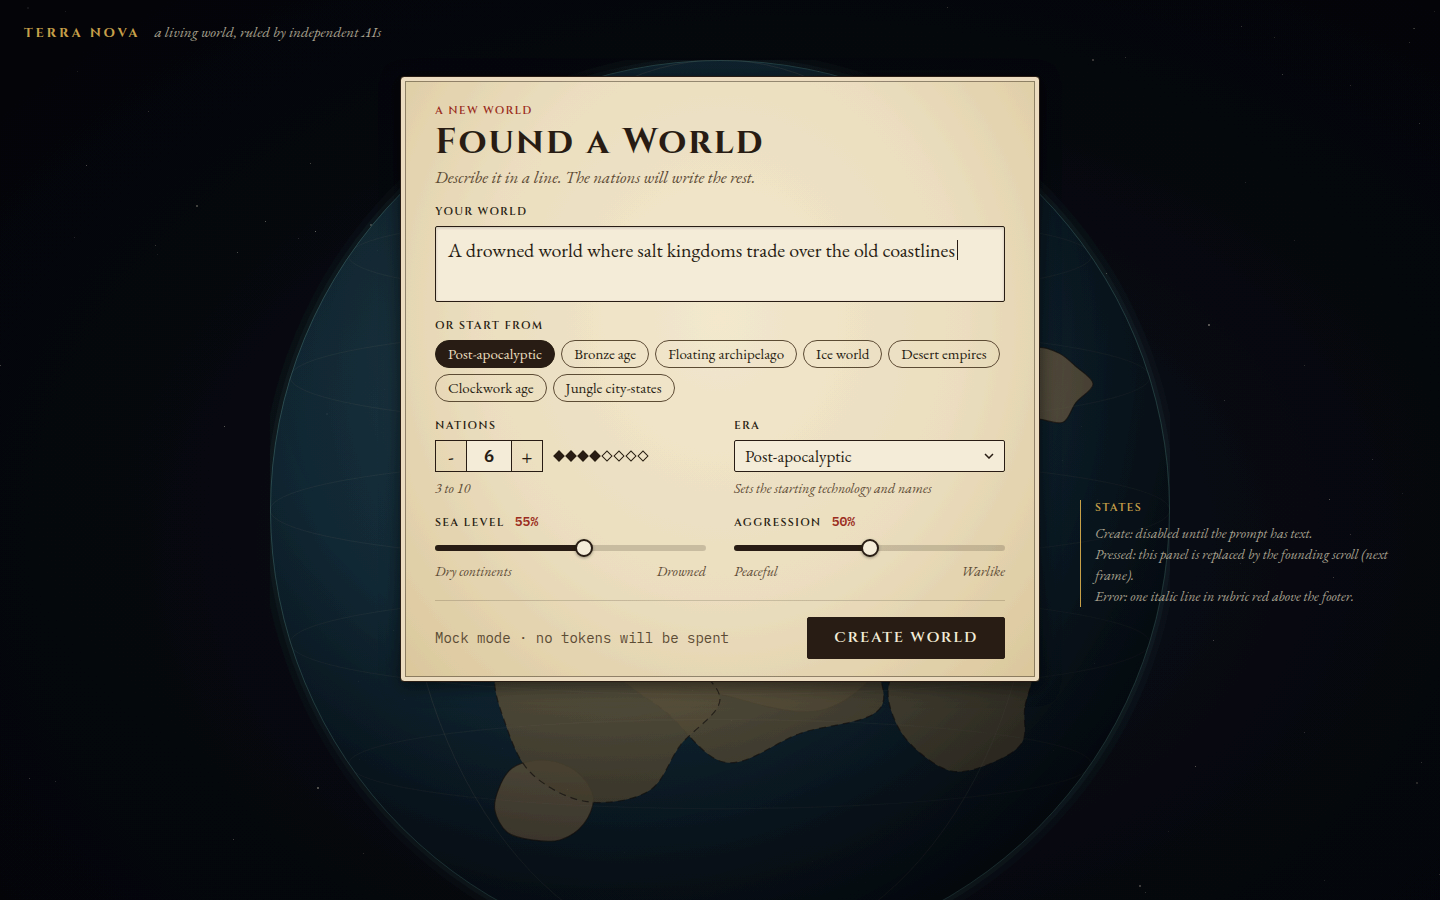 TERRA NOVA a living world, ruled by independent AIs
A NEW WORLD
FOUND A WORLD
Describe it in a line. The nations will write the rest.
YOUR WORLD
A drowned world where salt kingdoms trade over the old coastlines
OR START FROM
Post-apocalyptic Bronze age Floating archipelago Ice world Desert empires
Clockwork age Jungle city-states
NATIONS ERA
- 6 + Post-apocalyptic
3 to 10 Sets the starting technology and names
SEA LEVEL 55% AGGRESSION 50%
Dry continents Drowned Peaceful Warlike
Mock mode · no tokens will be spent CREATE WORLD
STATES
Create: disabled until the prompt has text.
Pressed: this panel is replaced by the founding scroll (next
frame).
Error: one italic line in rubric red above the footer.